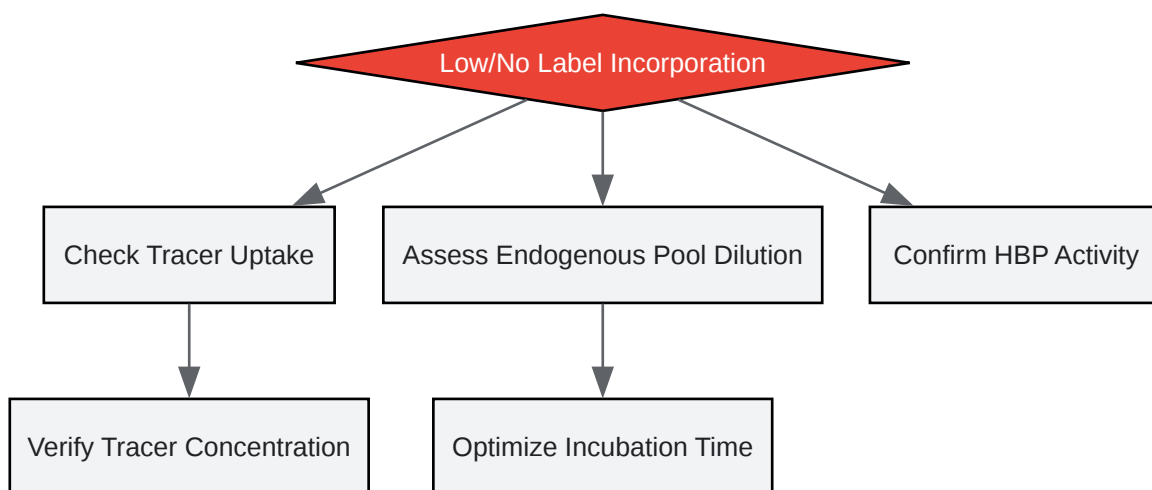 Low/No Label Incorporation
Check Tracer Uptake
Assess Endogenous Pool Dilution
Confirm HBP Activity
Verify Tracer Concentration
Optimize Incubation Time